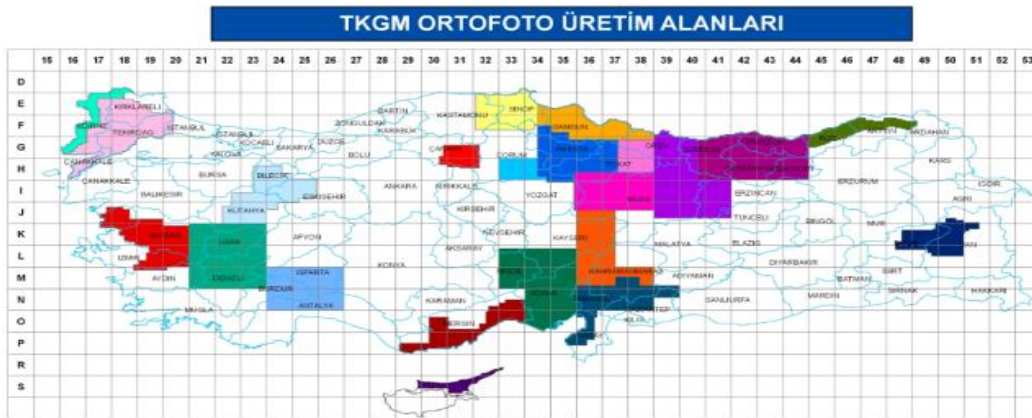 TKGM ORTOFOTO ÜRETİM ALANLARI
15 16 17 18 19 20 21 22 23 24 25 26 27 28 29 30 31 32 33 34 35 36 37 38 39 40 41 42 43 44 45 46 47 48 49 50 51 52 53
D
E
KIRKLARELİ
BARTIN
KASTAMONU
SİNOP
F
EDİRNE
TEKİRDAĞ
İSTANBUL
İSTANBUL
ZONGULDAK
KARABÜK
SAMSUN
ARTVİN
ARDAHAN
G
ÇANAKKALE
YALOVA
KOCAELİ
SAKARYA
DÜZCE
BOLU
ÇORUM
ORDU
KARS
H
ÇANAKKALE
BURSA
BİLECİK
TOKAT
BALIKESİR
ANKARA
KIRIKKALE
YOZGAT
ERZURUM
I
ESKİŞEHİR
SİVAS
ERZİNCAN
IĞDIR
AĞRI
J
KÜTAHYA
KIRŞEHİR
TUNCELİ
BİNGÖL
MUŞ
K
UŞAK
AFYON
NEVŞEHİR
KAYSERİ
MALATYA
ELAZIĞ
L
İZMİR
KONYA
AKSARAY
DİYARBAKIR
SİİRT
M
AYDIN
DENİZLİ
ISPARTA
NİĞDE
KAHRAMANMARAŞ
ADIYAMAN
BATMAN
N
BURDUR
ANTALYA
KARAMAN
ADANA
ŞANLIURFA
MARDİN
ŞIRNAK
HAKKARİ
O
MUĞLA
MERSİN
KİLİS
P
R
S